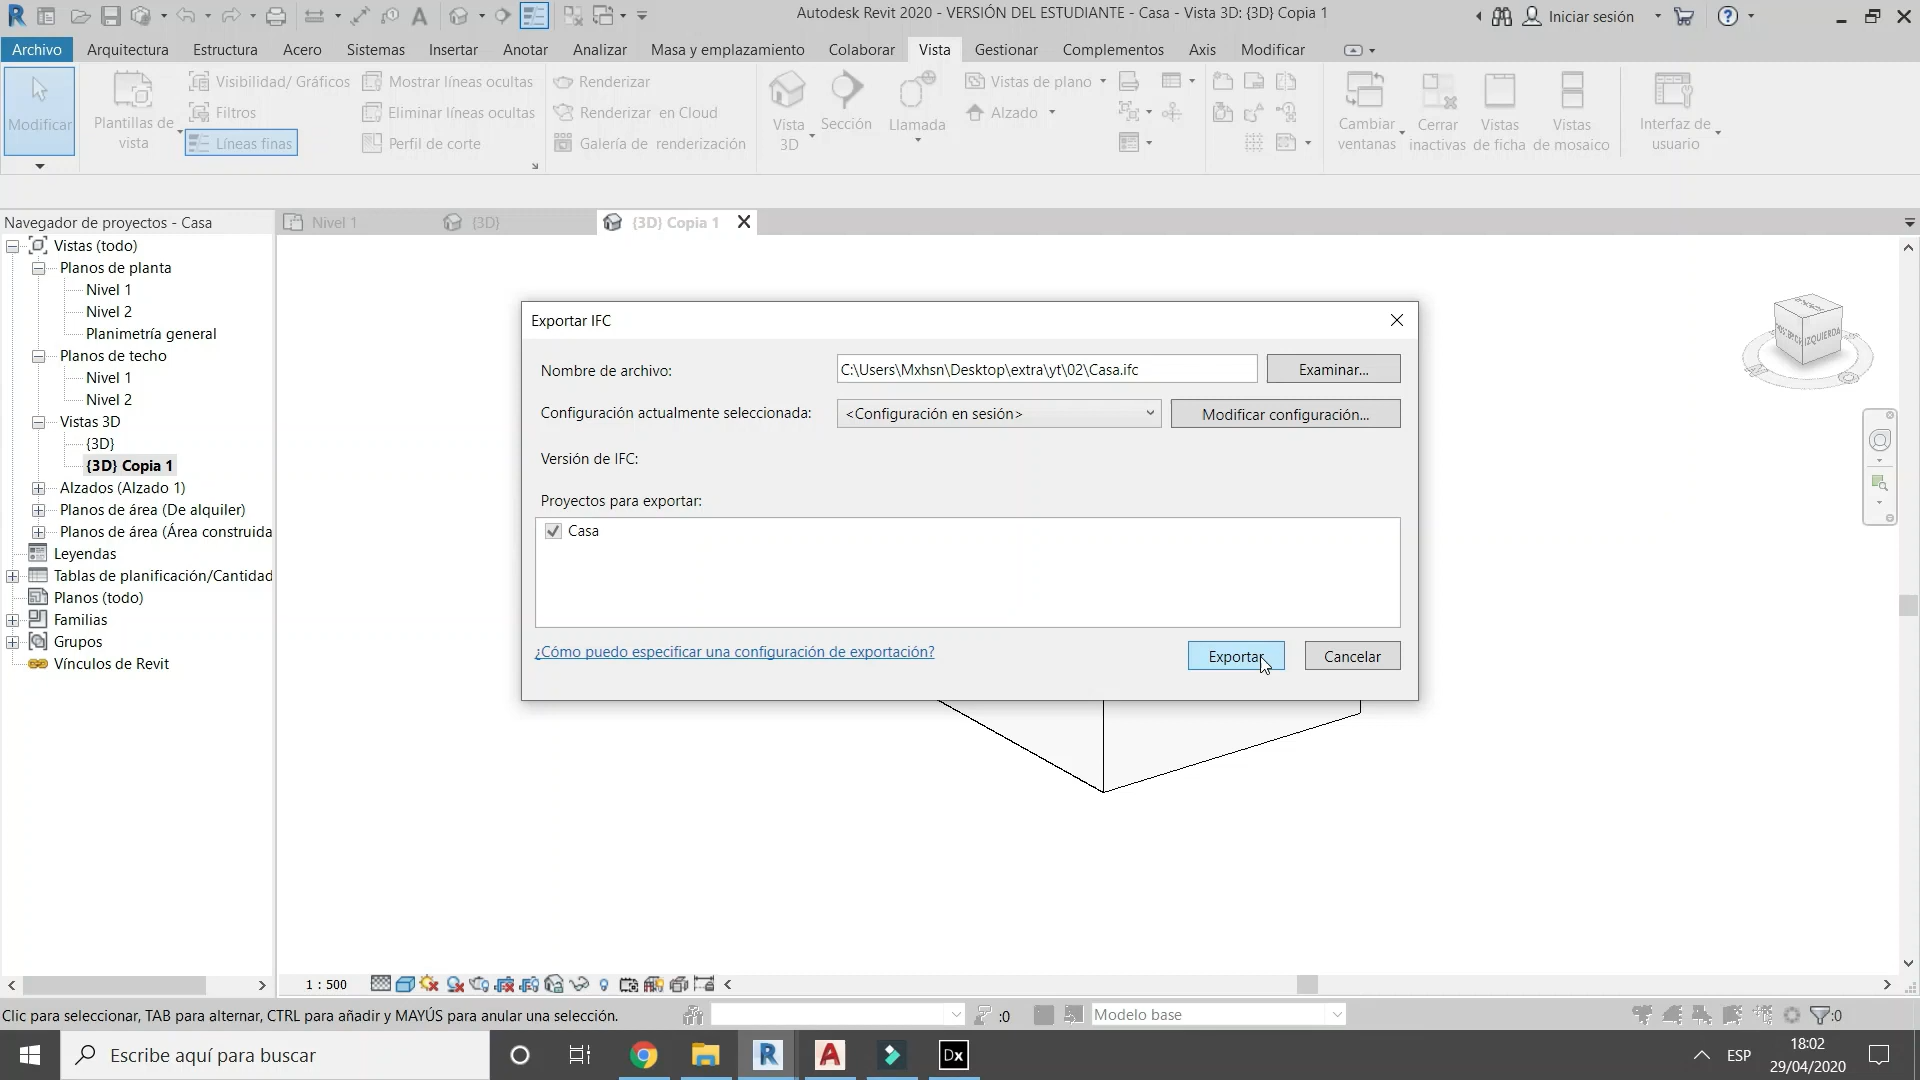 Autodesk Revit 2020 - VERSIÓN DEL ESTUDIANTE - Casa - Vista 3D: {3D} Copia 1
Iniciar sesión
Archivo Arquitectura Estructura Acero Sistemas Insertar Anotar Analizar Masa y emplazamiento Colaborar Vista Gestionar Complementos Axis Modificar
Modificar
Plantillas de
vista
Visibilidad/ Gráficos
Filtros
Líneas finas
Mostrar líneas ocultas
Eliminar líneas ocultas
Perfil de corte
Renderizar
Renderizar en Cloud
Galería de renderización
Vista
3D
Sección
Llamada
Vistas de plano
Alzado
Cambiar
ventanas
Cerrar
inactivas
Vistas
de ficha
Vistas
de mosaico
Interfaz de
usuario
Navegador de proyectos - Casa
Nivel 1
{3D}
{3D} Copia 1
Vistas (todo)
Planos de planta
Nivel 1
Nivel 2
Planimetría general
Planos de techo
Nivel 1
Nivel 2
Vistas 3D
{3D}
{3D} Copia 1
Alzados (Alzado 1)
Planos de área (De alquiler)
Planos de área (Área construida
Leyendas
Tablas de planificación/Cantidad
Planos (todo)
Familias
Grupos
Vínculos de Revit
Exportar IFC
Nombre de archivo:
C:\Users\Mxhsn\Desktop\extra\yt\02\Casa.ifc
Examinar...
Configuración actualmente seleccionada:
<Configuración en sesión>
Modificar configuración...
Versión de IFC:
Proyectos para exportar:
Casa
¿Cómo puedo especificar una configuración de exportación?
Exportar
Cancelar
IZQUIERDA
1 : 500
Clic para seleccionar, TAB para alternar, CTRL para añadir y MAYÚS para anular una selección.
:0
Modelo base
:0
Escribe aquí para buscar
Dx
ESP
18:02
29/04/2020